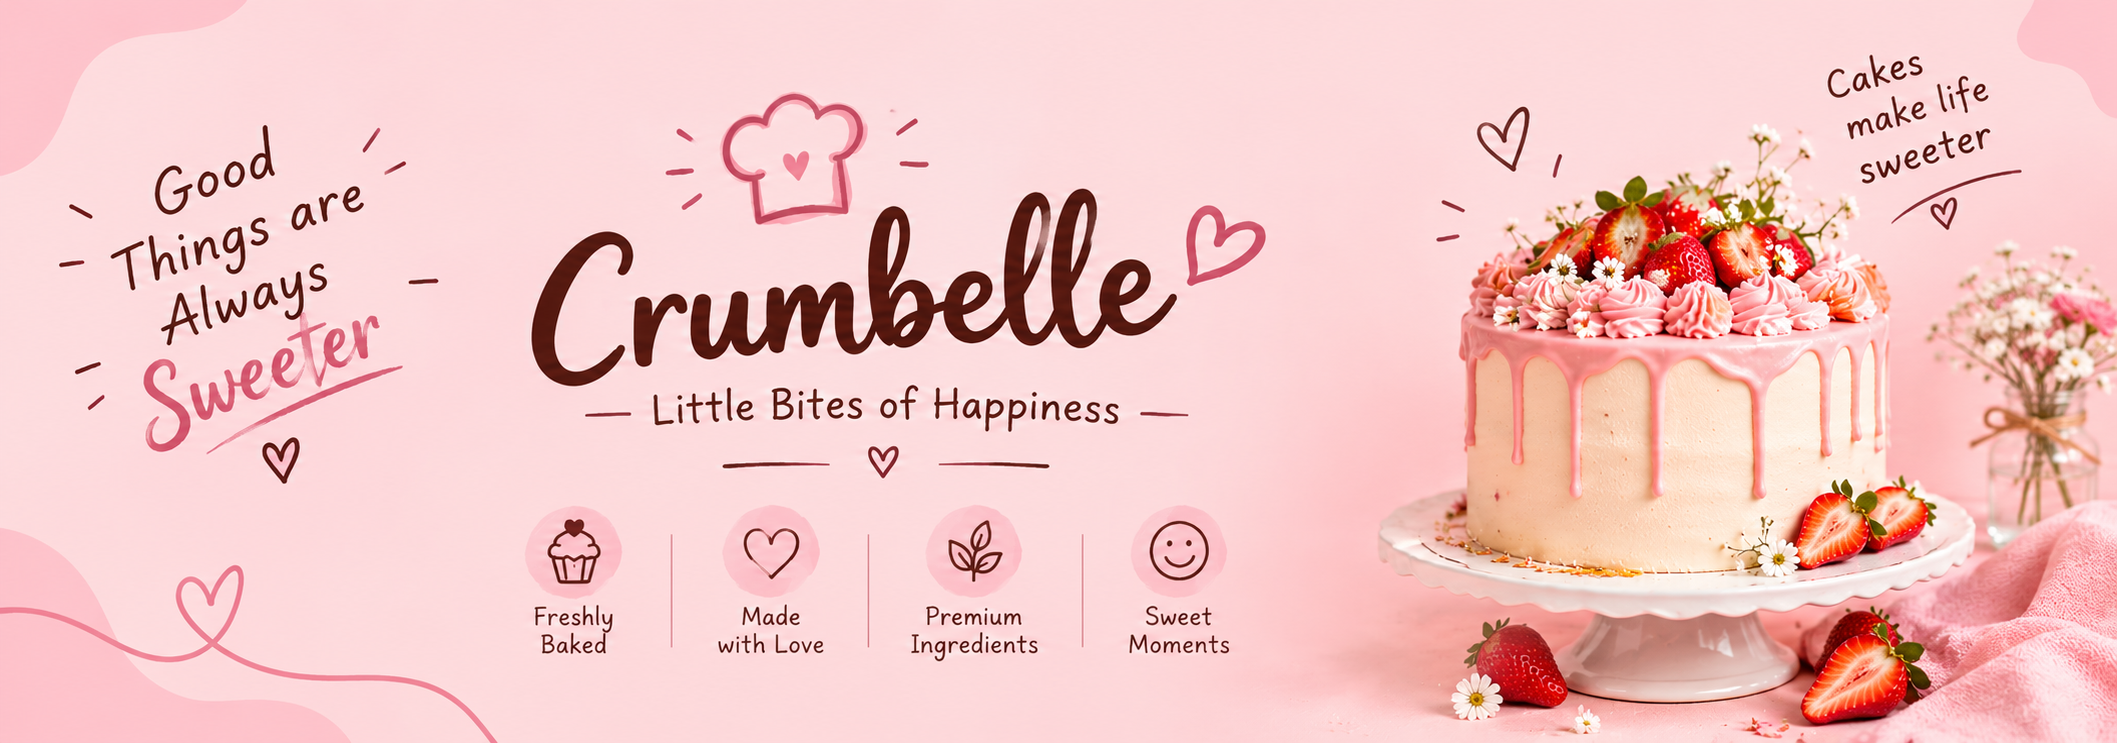 Good
Things are
Always
Sweeter
Crumbelle
Little Bites of Happiness
Freshly
Baked
Made
with Love
Premium
Ingredients
Sweet
Moments
Cakes
make life
sweeter